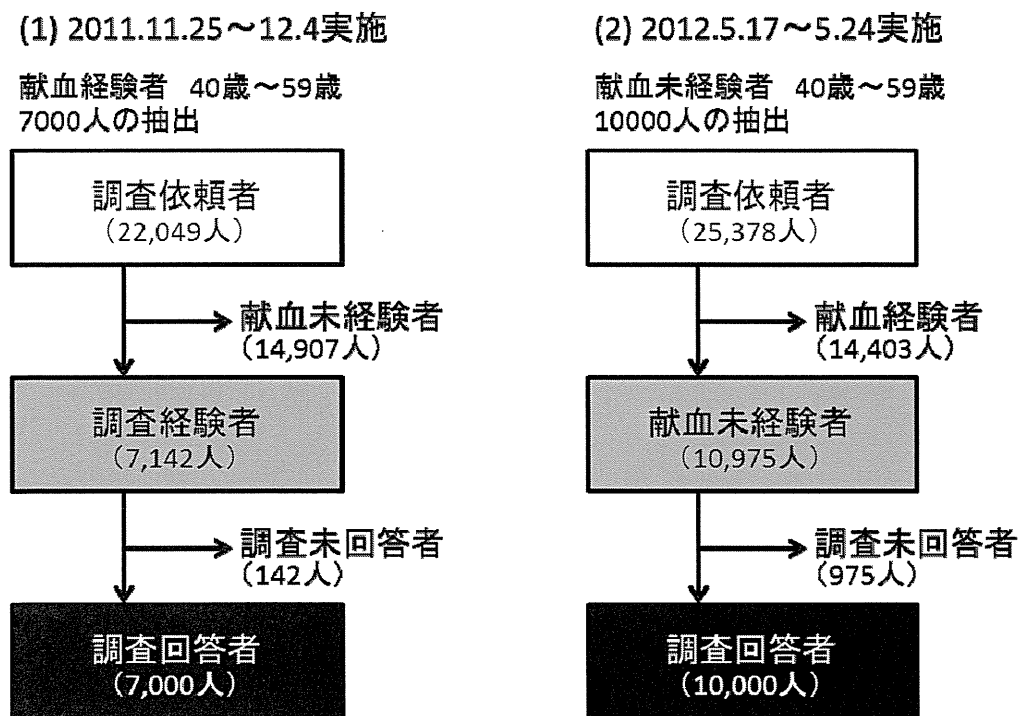 (1) 2011.11.25～12.4実施
献血経験者 40歳～59歳
7000人の抽出
調査依頼者
（22,049人）
献血未経験者
（14,907人）
調査経験者
（7,142人）
調査未回答者
（142人）
調査回答者
（7,000人）
(2) 2012.5.17～5.24実施
献血未経験者 40歳～59歳
10000人の抽出
調査依頼者
（25,378人）
献血経験者
（14,403人）
献血未経験者
（10,975人）
調査未回答者
（975人）
調査回答者
（10,000人）